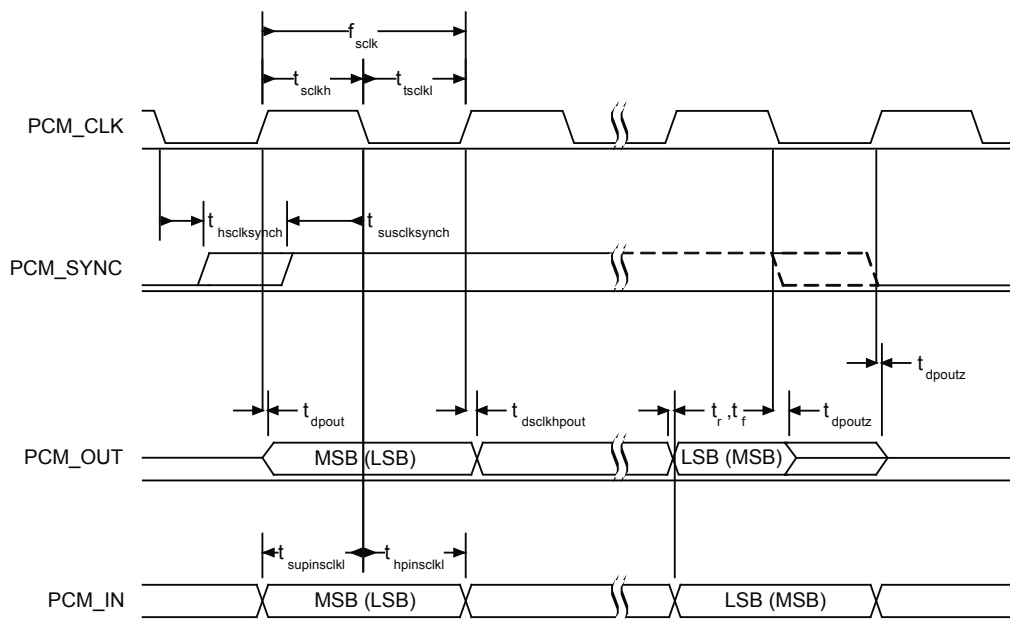 f sclk
t sclkh t tsclkl
PCM_CLK
t hsclksynch t susclksynch
PCM_SYNC
t dpoutz
t dpout t dsclkhpout t r ,t f t dpoutz
PCM_OUT MSB (LSB) LSB (MSB)
t supinsclkl t hpinsclkl
PCM_IN MSB (LSB) LSB (MSB)